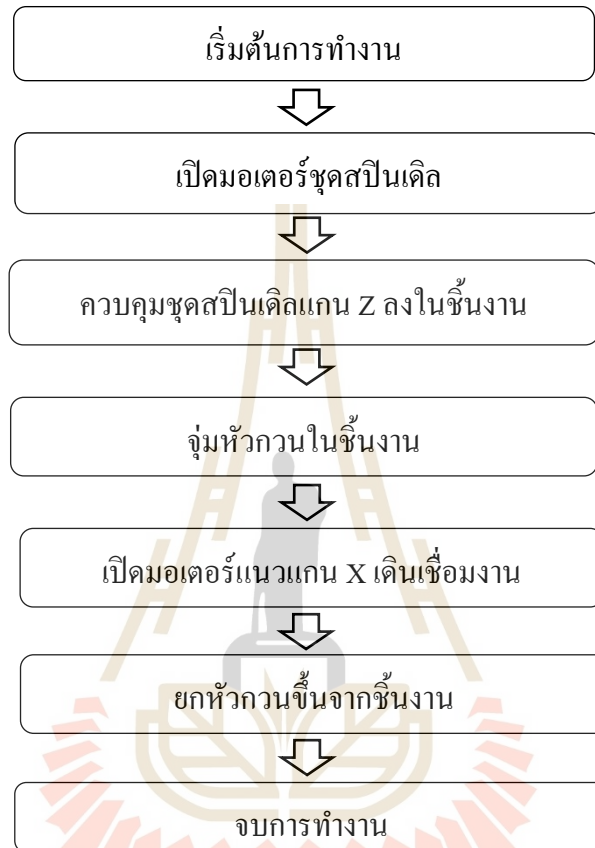 เริ่มต้นการทำงาน
เปิดมอเตอร์ชุดสปินเดิล
ควบคุมชุดสปินเดิลแกน Z ลงในชิ้นงาน
จุ่มหัวกวนในชิ้นงาน
เปิดมอเตอร์แนวแกน X เดินเชื่อมงาน
ยกหัวกวนขึ้นจากชิ้นงาน
จบการทำงาน